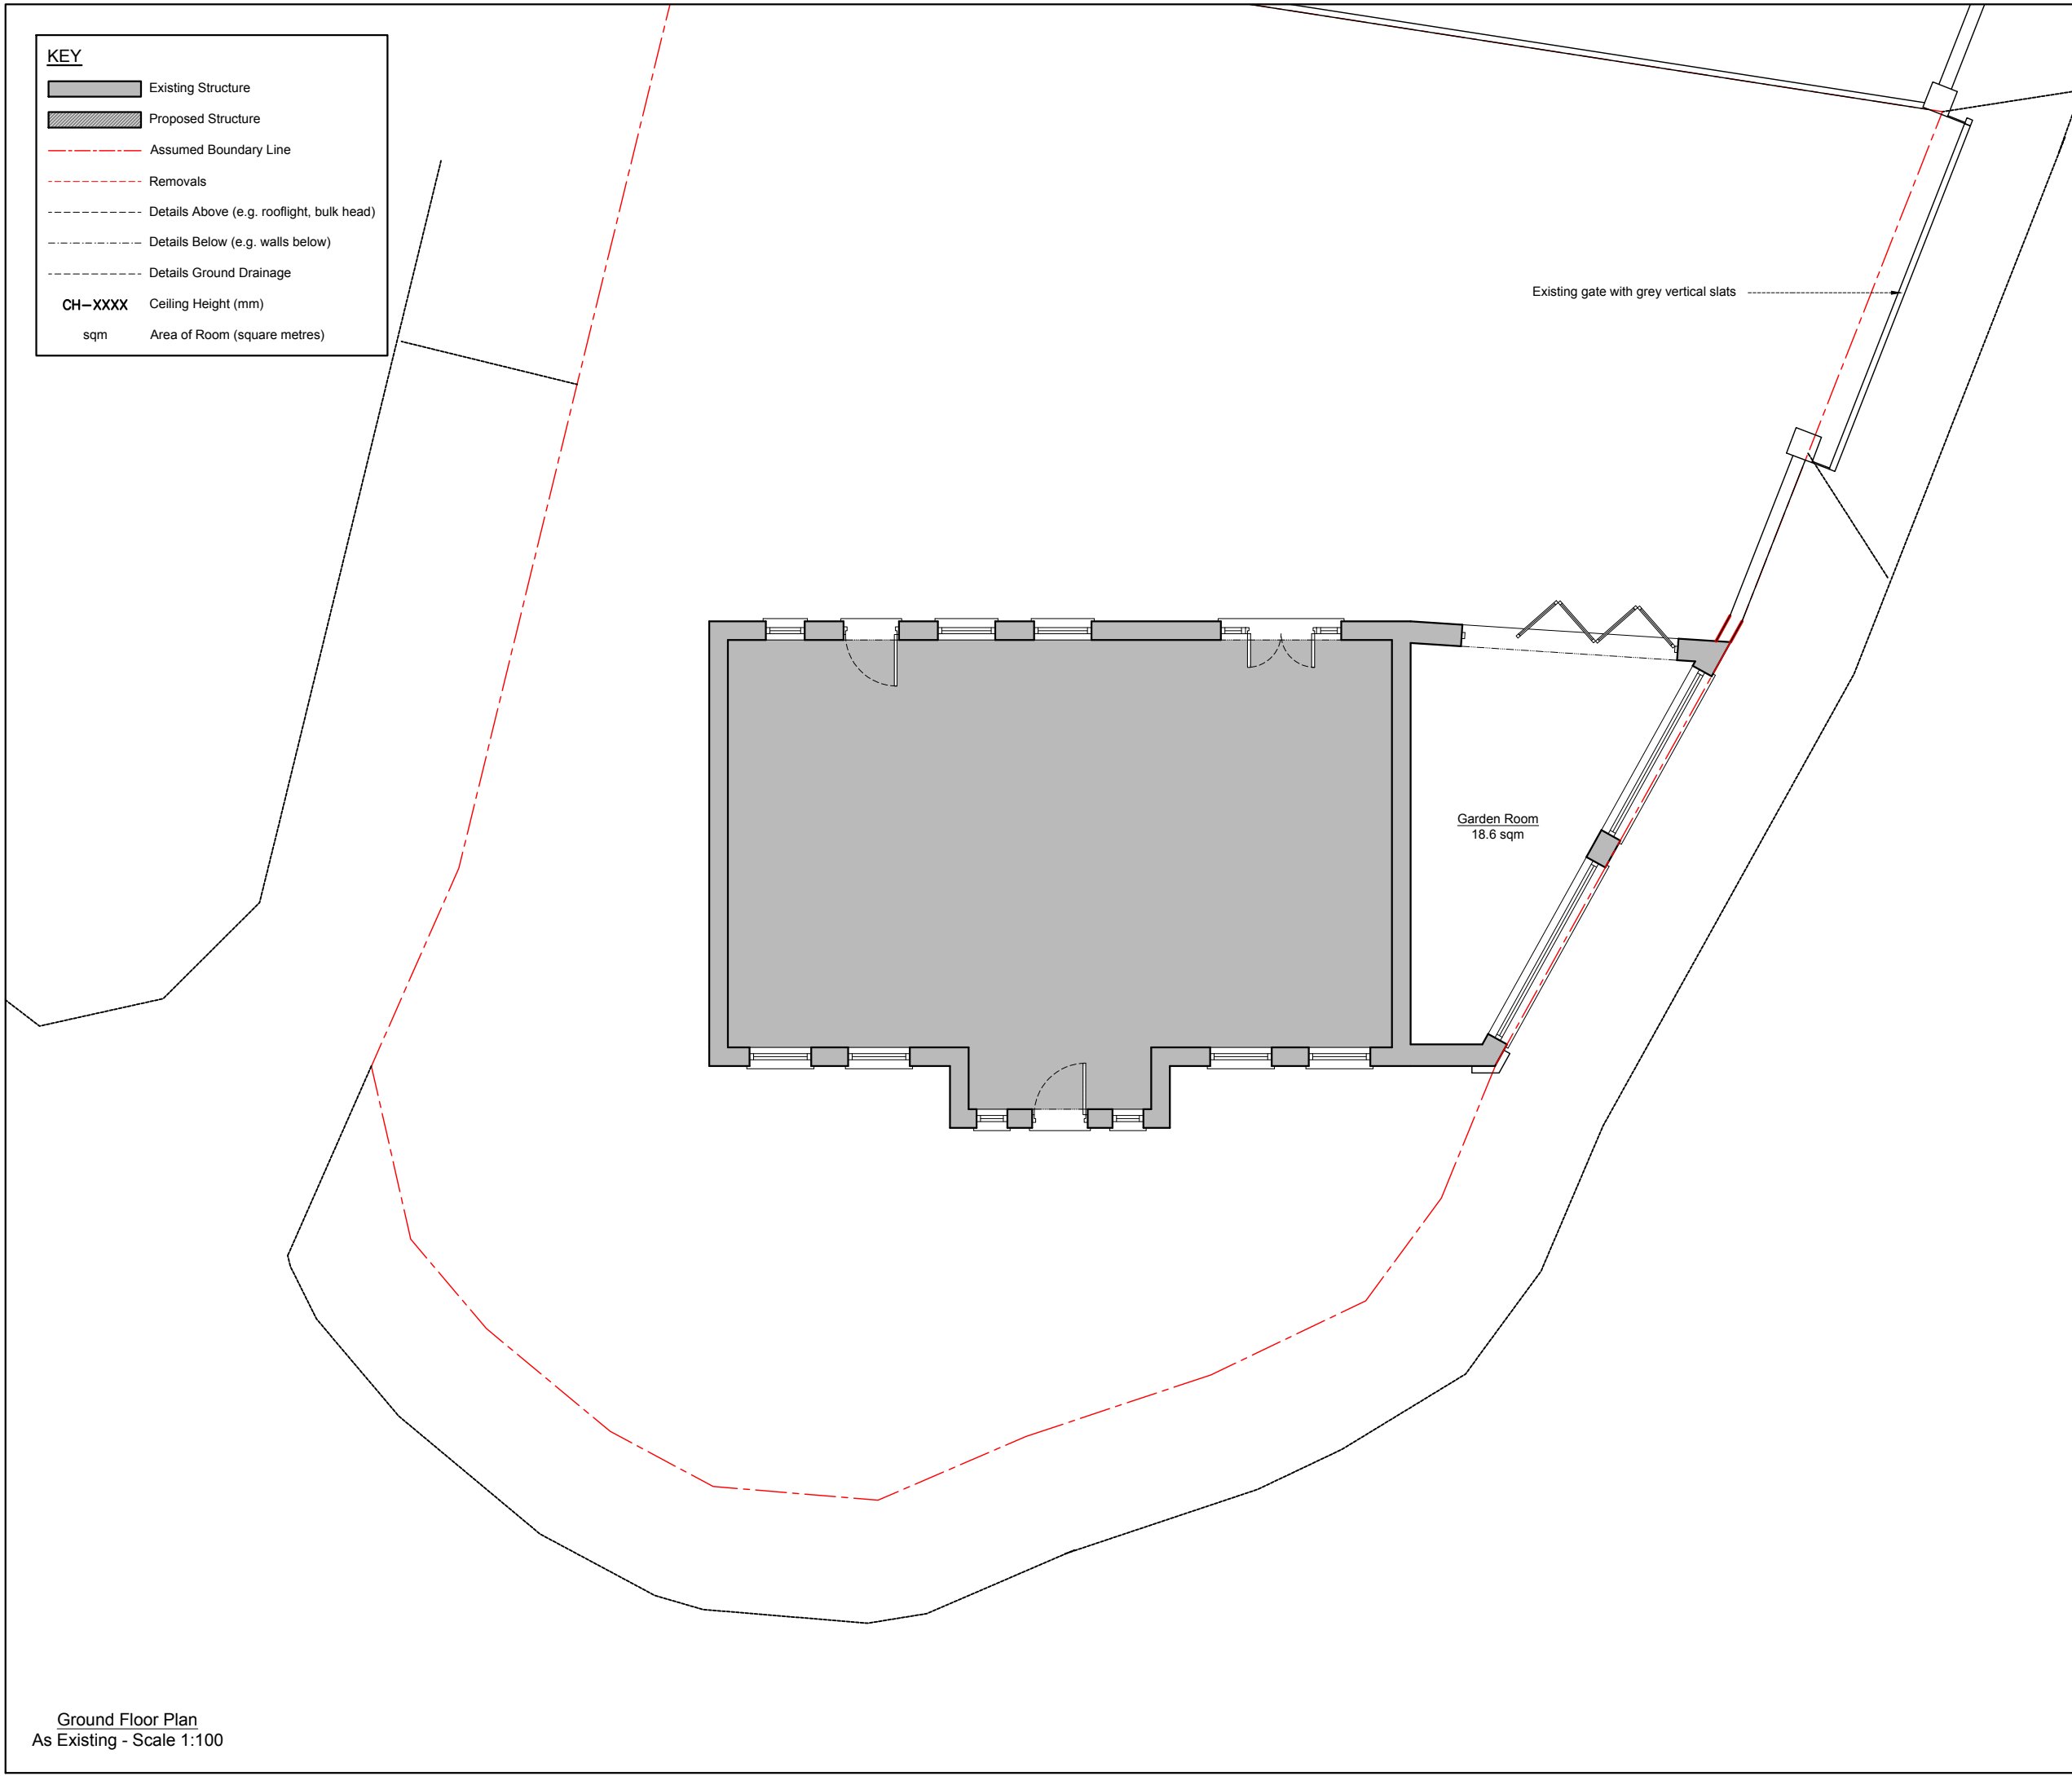 KEY
Existing Structure
Proposed Structure
Assumed Boundary Line
Removals
Details Above (e.g. rooflight, bulk head)
Details Below (e.g. walls below)
Details Ground Drainage
CH-XXXX Ceiling Height (mm)
sqm Area of Room (square metres)
Existing gate with grey vertical slats
Garden Room
18.6 sqm
Ground Floor Plan
As Existing - Scale 1:100